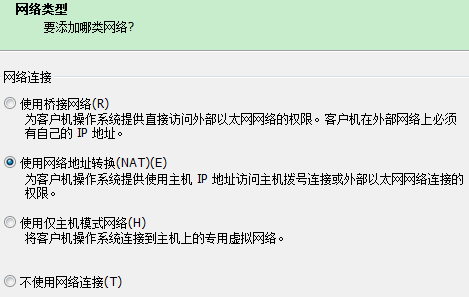 网络类型
要添加哪类网络?
网络连接
使用桥接网络(R)
为客户机操作系统提供直接访问外部以太网网络的权限。客户机在外部网络上必须
有自己的 IP 地址。
使用网络地址转换(NAT)(E)
为客户机操作系统提供使用主机 IP 地址访问主机拨号连接或外部以太网网络连接的
权限。
使用仅主机模式网络(H)
将客户机操作系统连接到主机上的专用虚拟网络。
不使用网络连接(T)